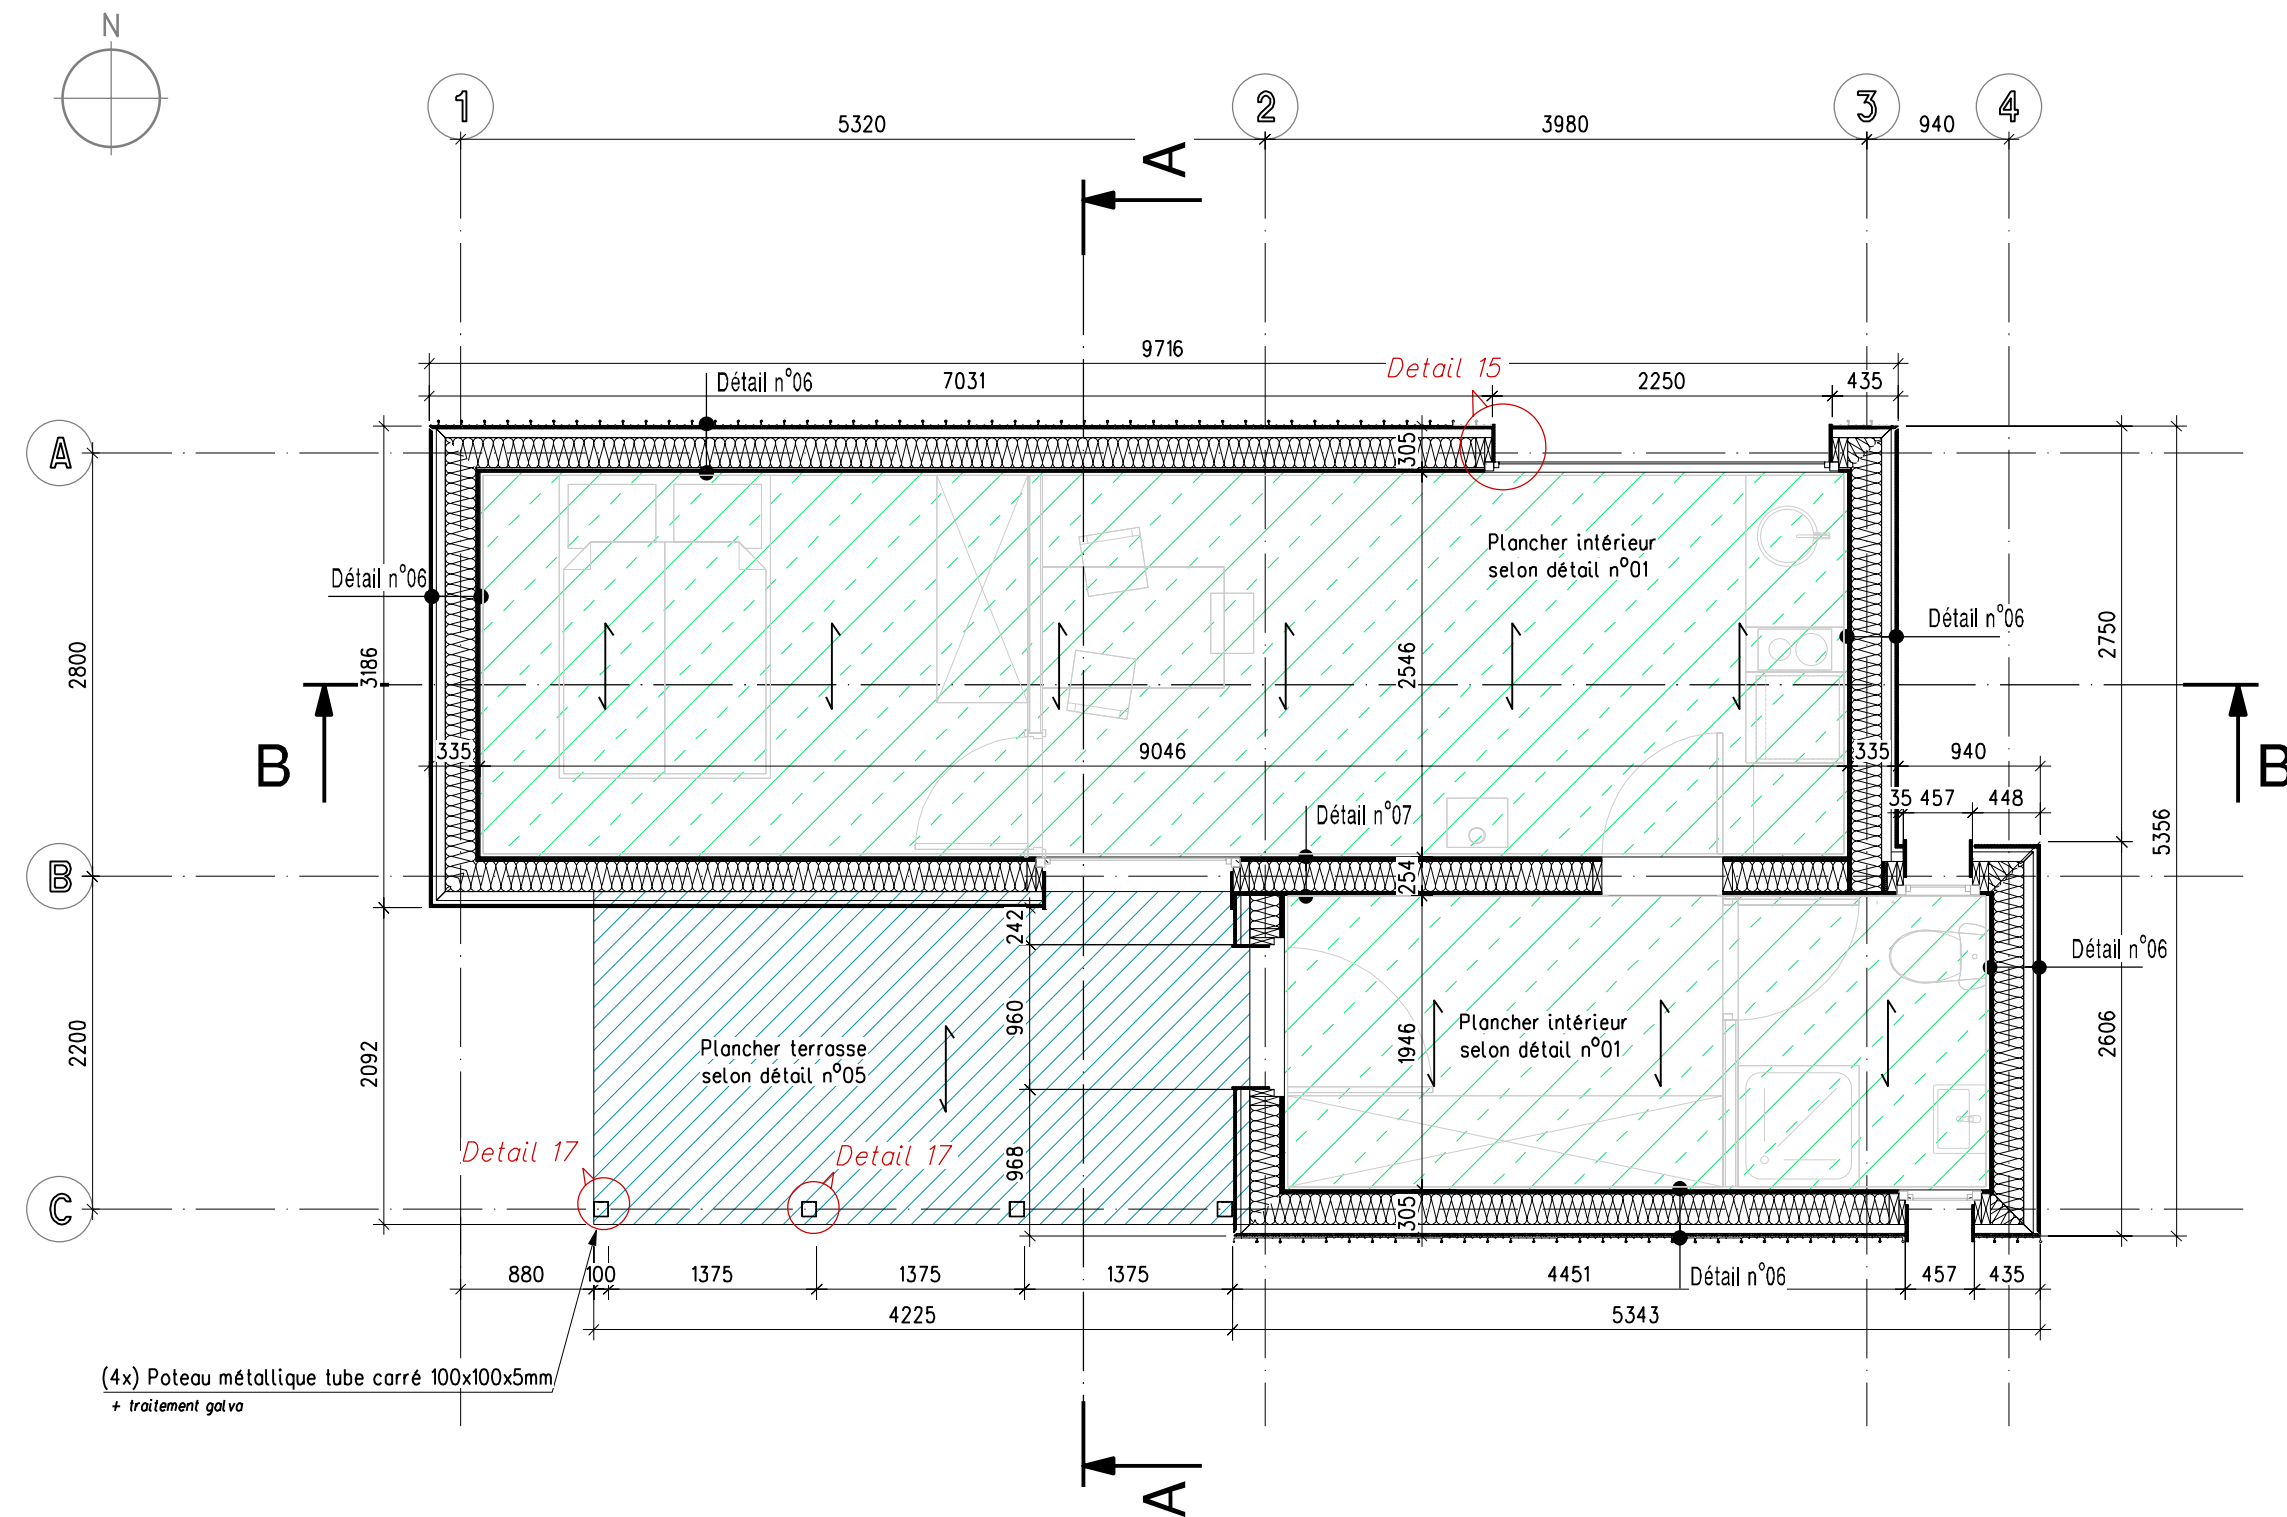 N
1
2
3
4
5320
3980
940
A
9716
Detail 15
Détail n°06
7031
2250
435
A
305
Plancher intérieur
selon détail n°01
Détail n°06
Détail n°06
2800
3186
2546
2750
B
335
9046
335
940
B
35
457
448
Détail n°07
5356
B
254
242
Détail n°06
2200
2092
960
Plancher terrasse
selon détail n°05
1946
Plancher intérieur
selon détail n°01
2606
Detail 17
Detail 17
968
C
305
880
100
1375
1375
1375
4451
Détail n°06
457
435
4225
5343
(4x) Poteau métallique tube carré 100x100x5mm
+ traitement galva
A